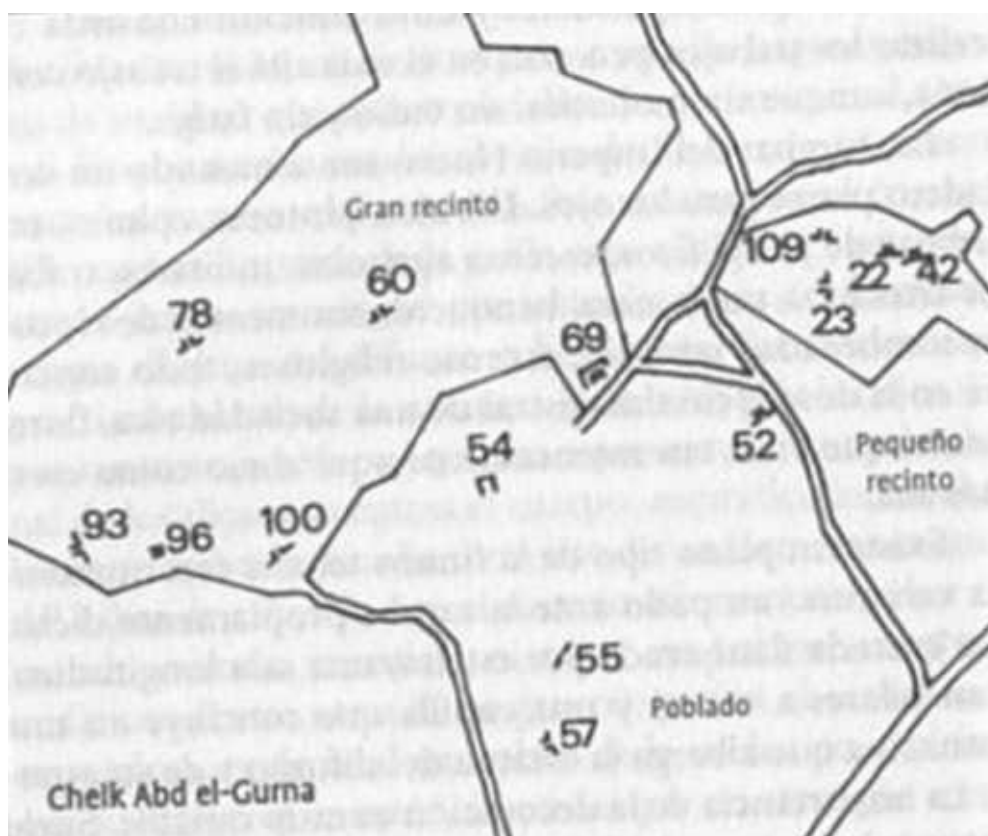 Gran recinto
109
22
42
60
78
23
69
Pequeño
recinto
54
52
100
93
96
55
Poblado
57
Cheik Abd el-Gurna